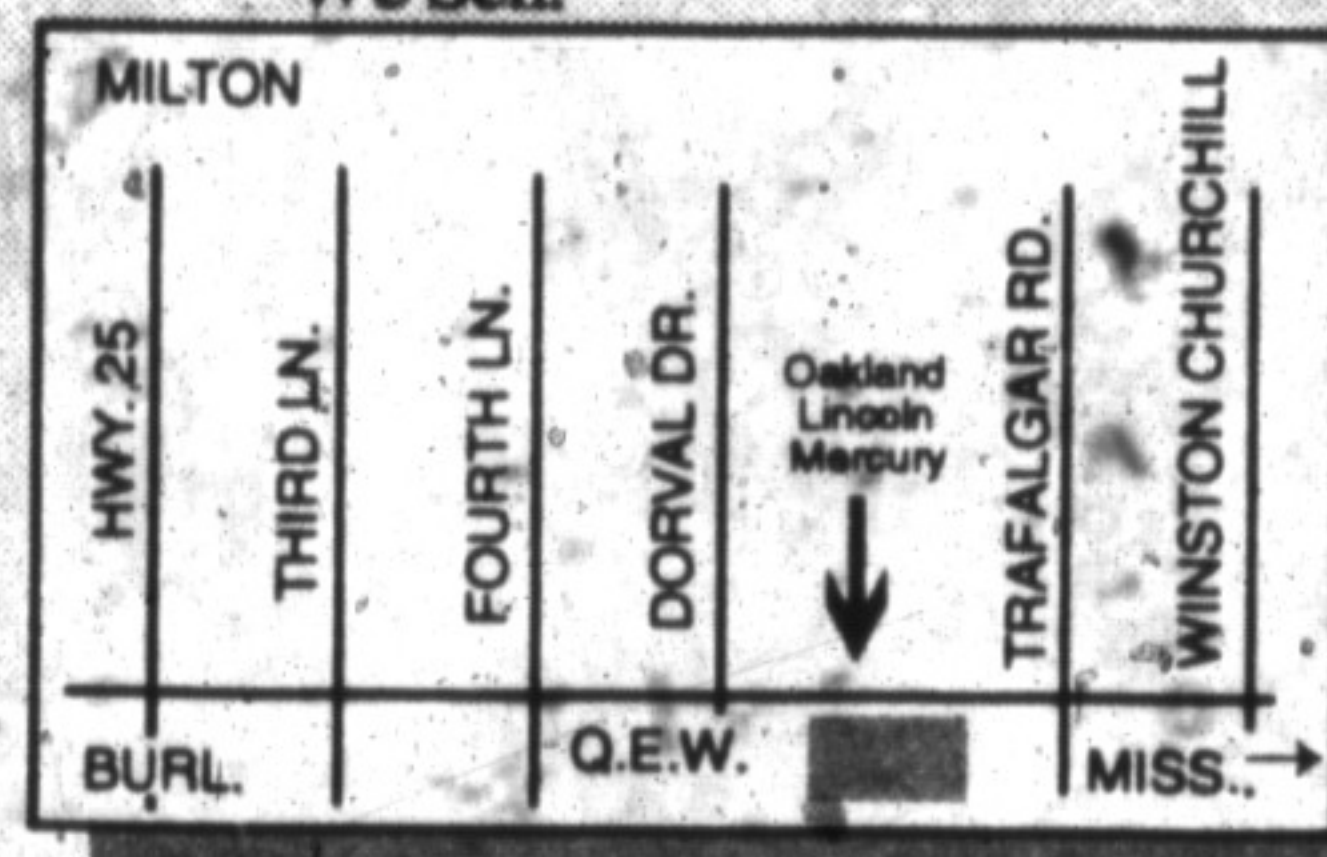 MILTON
HWY. 25
THIRD LN.
FOURTH LN.
DORVAL DR.
Oakland
Lincoln
Mercury
TRAFALGAR RD.
WINSTON CHURCHILL
BURL.
Q.E.W.
MISS..